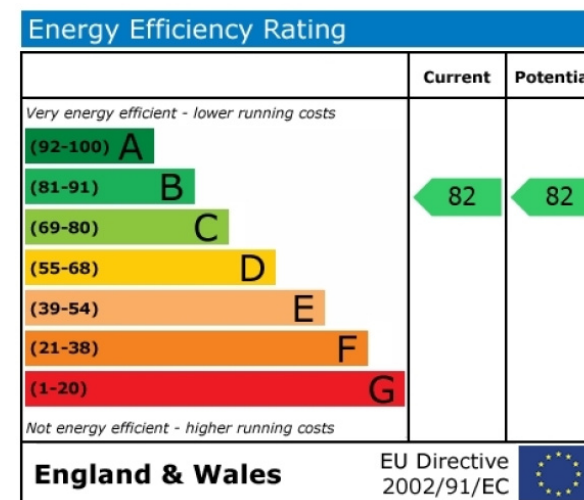 Energy Efficiency Rating
Current Potentia
Very energy efficient - lower running costs
(92-100) A
(81-91) B 82 82
(69-80) C
(55-68) D
(39-54) E
(21-38) F
(1-20) G
Not energy efficient - higher running costs
England & Wales
EU Directive
2002/91/EC